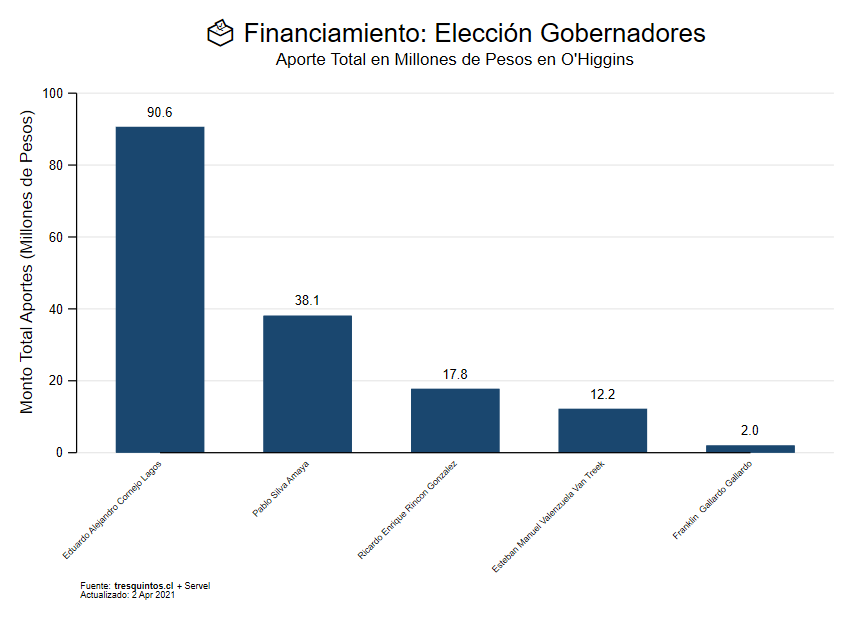 Financiamiento: Elección Gobernadores
Aporte Total en Millones de Pesos en O'Higgins
Monto Total Aportes (Millones de Pesos)
100
80
60
40
20
0
90.6
38.1
17.8
12.2
2.0
Eduardo Alejandro Cornejo Lagos
Pablo Silva Amaya
Ricardo Enrique Rincon Gonzalez
Esteban Manuel Valenzuela Van Treek
Franklin Gallardo Gallardo
Fuente: tresquintos.cl + Servel
Actualizado: 2 Apr 2021